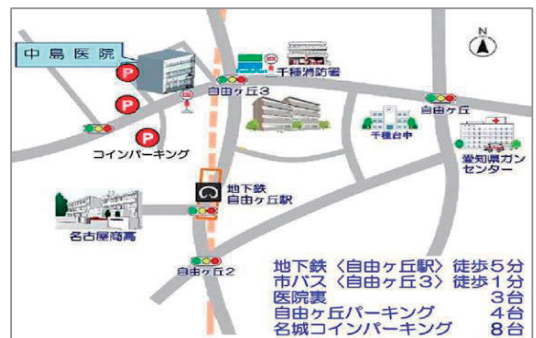 N
中島医院
P
千種消防署
自由ヶ丘3
自由ヶ丘
P
千種台中
P
コインパーキング
愛知県ガン
センター
地下鉄
自由ヶ丘駅
名古屋商高
自由ヶ丘2
地下鉄〈自由ヶ丘駅〉徒歩5分
市バス〈自由ヶ丘3〉徒歩1分
医院裏 3台
自由ヶ丘パーキング 4台
名城コインパーキング 8台